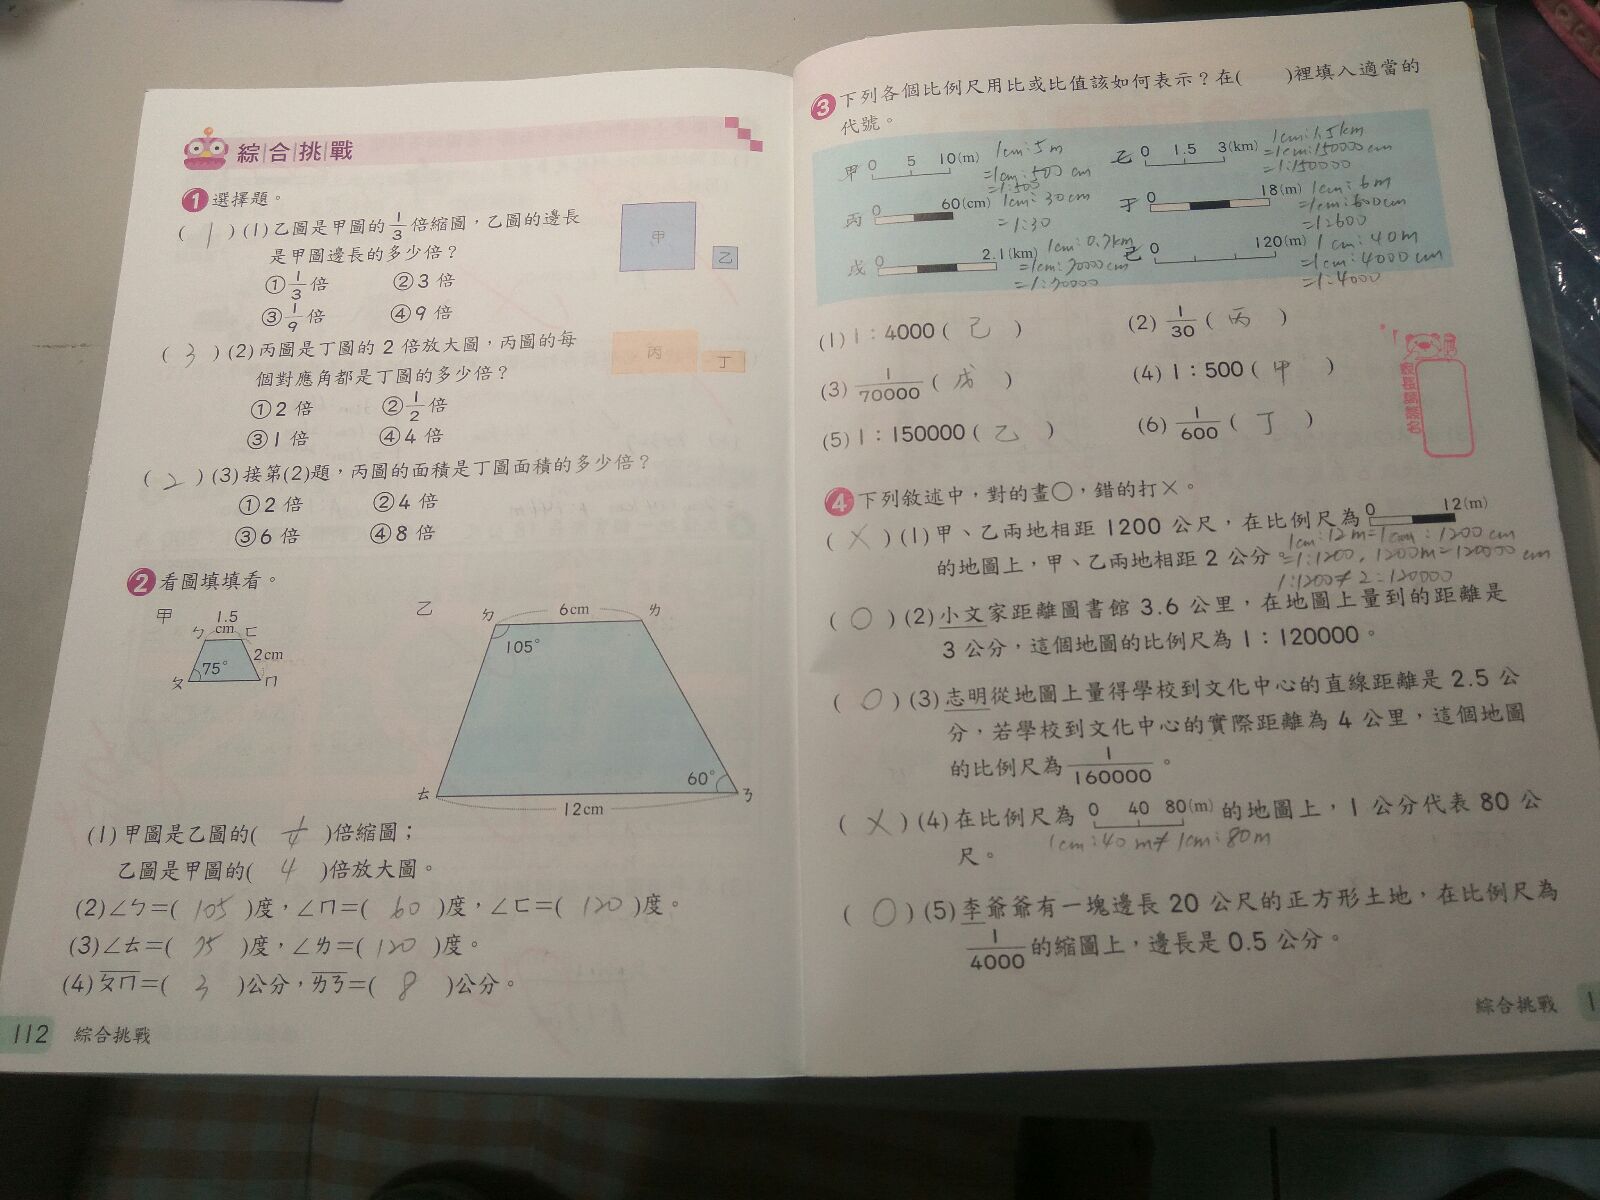 綜合挑戰
1 選擇題。
( 1 ) (1) 乙圖是甲圖的 1/3 倍縮圖，乙圖的邊長
是甲圖邊長的多少倍？
① 1/3 倍 ② 3 倍
③ 1/9 倍 ④ 9 倍
甲
乙
( 3 ) (2) 丙圖是丁圖的 2 倍放大圖，丙圖的每
個對應角都是丁圖的多少倍？
① 2 倍 ② 1/2 倍
③ 1 倍 ④ 4 倍
丙
丁
( 2 ) (3) 接第(2)題，丙圖的面積是丁圖面積的多少倍？
① 2 倍 ② 4 倍
③ 6 倍 ④ 8 倍
2 看圖填填看。
甲
1.5
cm
ㄅ ㄈ
75° 2cm
ㄆ ㄇ
乙
ㄉ 6cm ㄌ
105°
60°
ㄊ 12cm ㄋ
(1) 甲圖是乙圖的( )倍縮圖；
乙圖是甲圖的( 4 )倍放大圖。
(2) ∠ㄅ=( 105 )度，∠ㄇ=( 60 )度，∠ㄈ=( 120 )度。
(3) ∠ㄊ=( 75 )度，∠ㄌ=( 120 )度。
(4) ㄆㄇ=( 3 )公分，ㄌㄋ=( 8 )公分。
112 綜合挑戰
3 下列各個比例尺用比或比值該如何表示？在( )裡填入適當的
代號。
甲 0 5 10(m) 1cm:5m
=1cm:500cm
=1:500
乙 0 1.5 3(km) 1cm:1.5km
=1cm:150000cm
=1:150000
丙 0 60(cm) 1cm:30cm
=1:30
丁 0 18(m) 1cm:6m
=1cm:600cm
=1:600
戊 0 2.1(km) 1cm:0.7km
=1cm:70000cm
=1:70000
己 0 120(m) 1cm:40m
=1cm:4000cm
=1:4000
(1) 1：4000 ( 己 ) (2) 1/30 ( 丙 )
(3) 1/70000 ( 戊 ) (4) 1：500 ( 甲 )
(5) 1：150000 ( 乙 ) (6) 1/600 ( 丁 )
家長簽名
4 下列敘述中，對的畫○，錯的打×。
( × ) (1) 甲、乙兩地相距 1200 公尺，在比例尺為 0 12(m)
的地圖上，甲、乙兩地相距 2 公分。
1cm:12m=1cm:1200cm
=1:1200, 1200m=120000cm
1:1200≠2:120000
( ○ ) (2) 小文家距離圖書館 3.6 公里，在地圖上量到的距離是
3 公分，這個地圖的比例尺為 1：120000。
( ○ ) (3) 志明從地圖上量得學校到文化中心的直線距離是 2.5 公
分，若學校到文化中心的實際距離為 4 公里，這個地圖
的比例尺為 1/160000。
( × ) (4) 在比例尺為 0 40 80(m) 的地圖上，1 公分代表 80 公
尺。
1cm:40m≠1cm:80m
( ○ ) (5) 李爺爺有一塊邊長 20 公尺的正方形土地，在比例尺為
1/4000 的縮圖上，邊長是 0.5 公分。
綜合挑戰